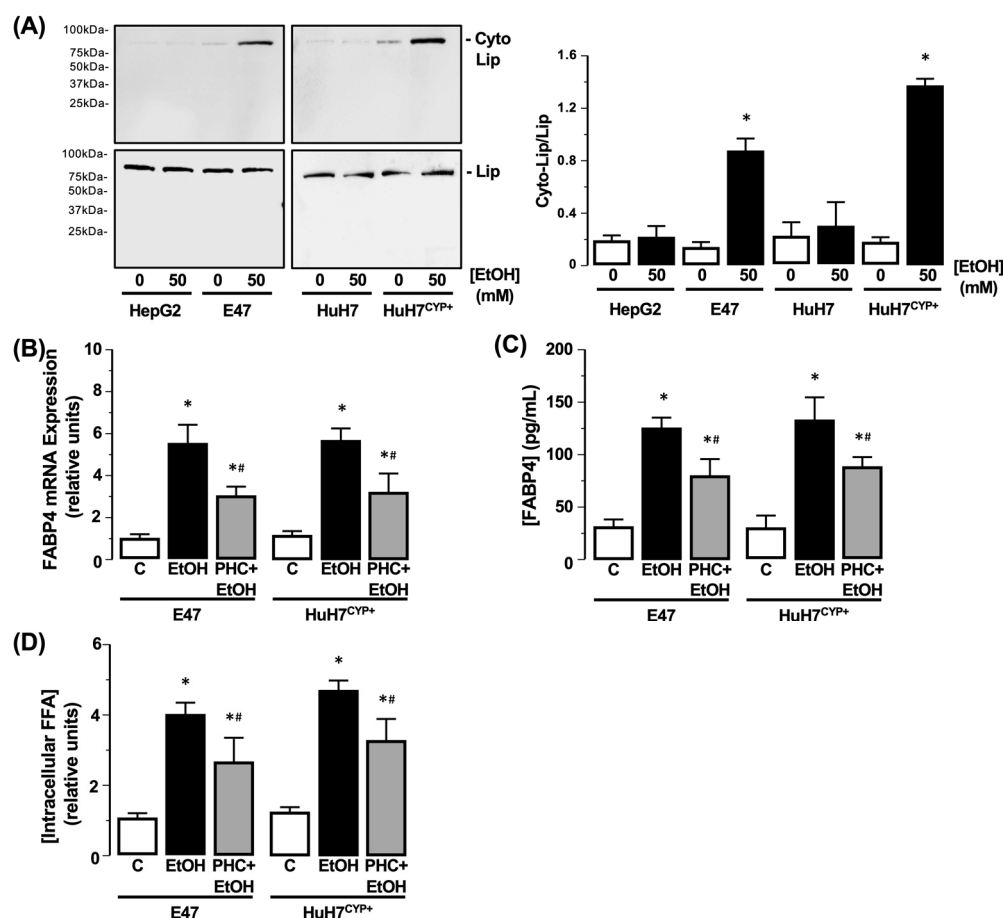 (A)
100kDa-
75kDa-
50kDa-
37kDa-
25kDa-
- Cyto
Lip
100kDa-
75kDa-
50kDa-
37kDa-
25kDa-
- Lip
0 50 0 50 0 50 0 50 [EtOH]
(mM)
HepG2 E47 HuH7 HuH7CYP+
Cyto-Lip/Lip
1.6
1.2
0.8
0.4
0
* *
0 50 0 50 0 50 0 50 [EtOH]
(mM)
HepG2 E47 HuH7 HuH7CYP+
(B)
FABP4 mRNA Expression
(relative units)
10
8
6
4
2
0
* *# * *#
C EtOH PHC+ C EtOH PHC+
EtOH EtOH
E47 HuH7CYP+
(C)
[FABP4] (pg/mL)
200
150
100
50
0
* *# * *#
C EtOH PHC+ C EtOH PHC+
EtOH EtOH
E47 HuH7CYP+
(D)
[Intracellular FFA]
(relative units)
6
4
2
0
* *# * *#
C EtOH PHC+ C EtOH PHC+
EtOH EtOH
E47 HuH7CYP+